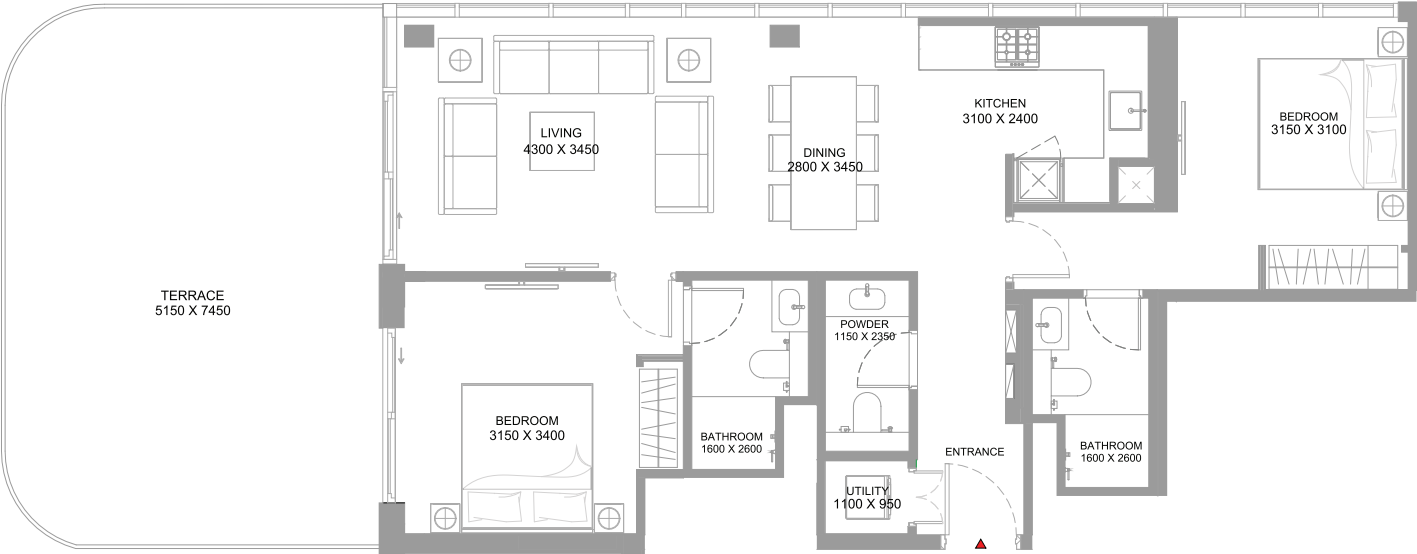 KITCHEN
3100 X 2400
BEDROOM
3150 X 3100
LIVING
4300 X 3450
DINING
2800 X 3450
TERRACE
5150 X 7450
POWDER
1150 X 2350
BEDROOM
3150 X 3400
BATHROOM
1600 X 2600
ENTRANCE
BATHROOM
1600 X 2600
UTILITY
1100 X 950